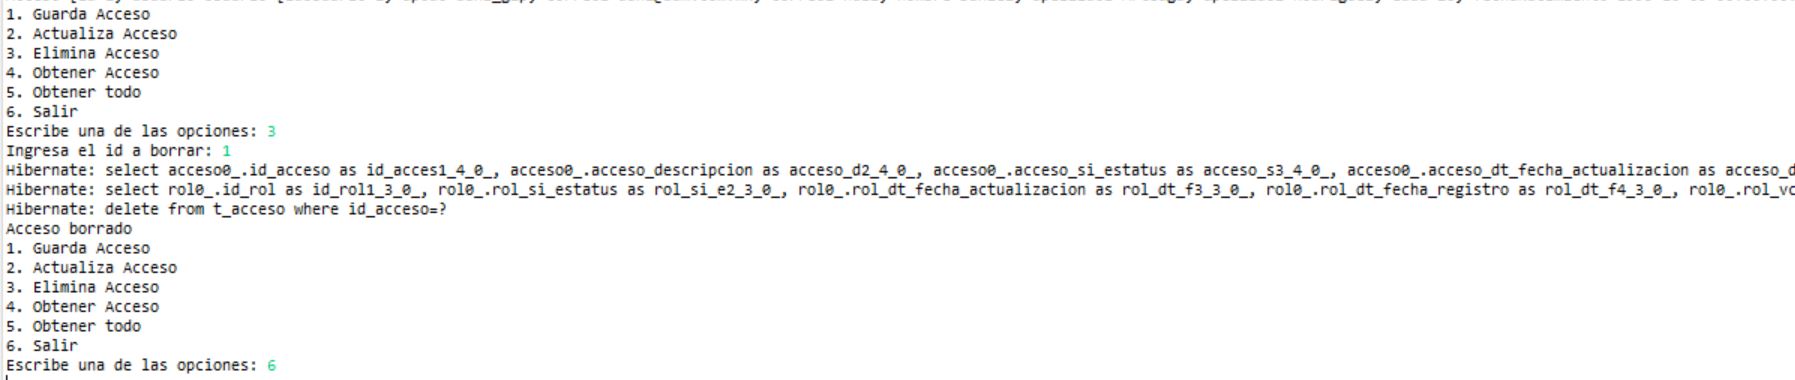 1. Guarda Acceso
2. Actualiza Acceso
3. Elimina Acceso
4. Obtener Acceso
5. Obtener todo
6. Salir
Escribe una de las opciones: 3
Ingresa el id a borrar: 1
Hibernate: select acceso0_.id_acceso as id_acces1_4_0_, acceso0_.acceso_descripcion as acceso_d2_4_0_, acceso0_.acceso_si_estatus as acceso_s3_4_0_, acceso0_.acceso_dt_fecha_actualizacion as acceso_d
Hibernate: select rol0_.id_rol as id_rol1_3_0_, rol0_.rol_si_estatus as rol_si_e2_3_0_, rol0_.rol_dt_fecha_actualizacion as rol_dt_f3_3_0_, rol0_.rol_dt_fecha_registro as rol_dt_f4_3_0_, rol0_.rol_vc
Hibernate: delete from t_acceso where id_acceso=?
Acceso borrado
1. Guarda Acceso
2. Actualiza Acceso
3. Elimina Acceso
4. Obtener Acceso
5. Obtener todo
6. Salir
Escribe una de las opciones: 6